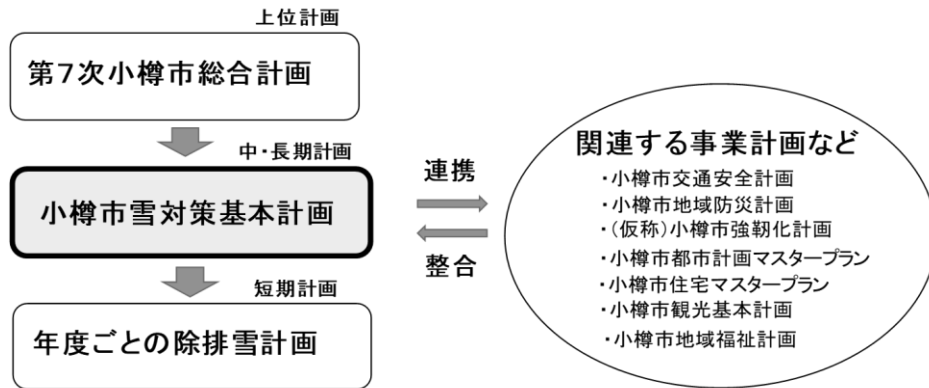 上位計画
第7次小樽市総合計画
中・長期計画
小樽市雪対策基本計画
短期計画
年度ごとの除排雪計画
連携
整合
関連する事業計画など
・小樽市交通安全計画
・小樽市地域防災計画
・(仮称)小樽市強靭化計画
・小樽市都市計画マスタープラン
・小樽市住宅マスタープラン
・小樽市観光基本計画
・小樽市地域福祉計画